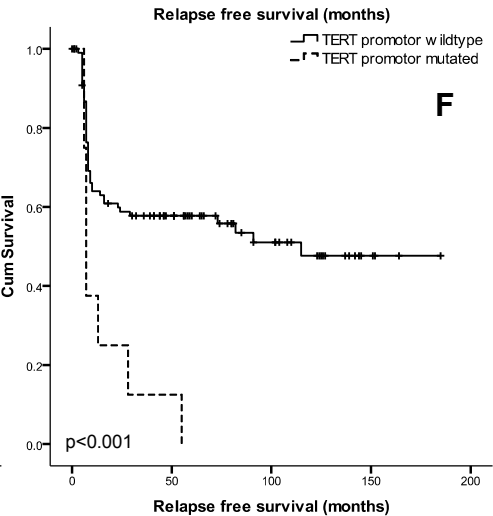 Relapse free survival (months)
TERT promotor wildtype
TERT promotor mutated
F
Cum Survival
1.0
0.8
0.6
0.4
0.2
0.0
p<0.001
0 50 100 150 200
Relapse free survival (months)